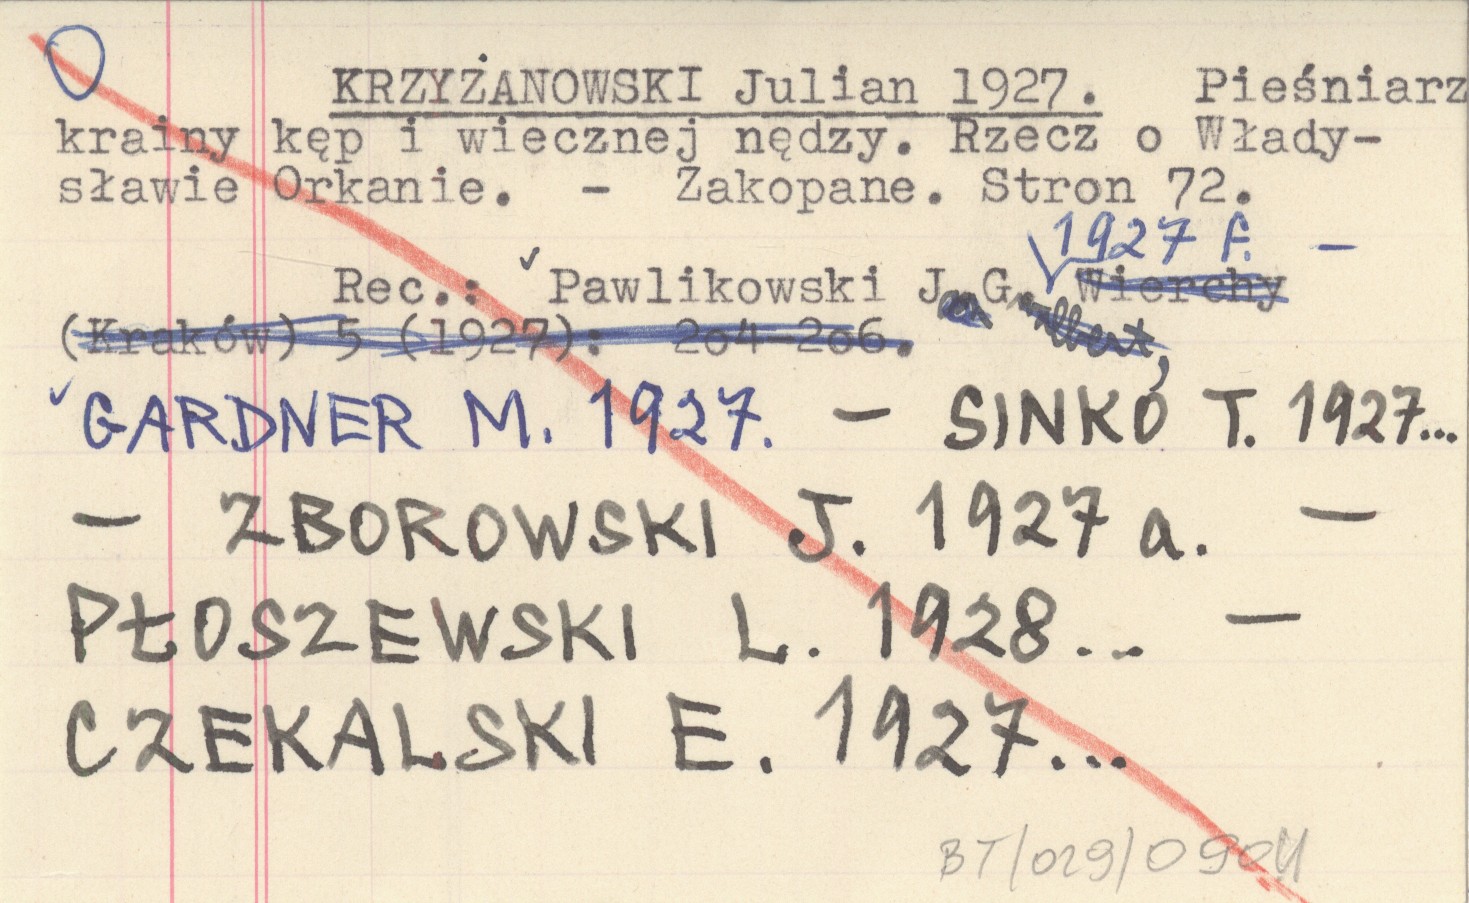 KRZYŻANOWSKI Julian 1927. Pieśniarz
krainy kęp i wiecznej nędzy. Rzecz o Włady-
sławie Orkanie. - Zakopane. Stron 72.
1927 f. -
Rec.: Pawlikowski J. G. Wierchy
(Kraków) 5 (1927): 204-206.
GARDNER M. 1927. - SINKO T. 1927...
- ZBOROWSKI J. 1927 a. -
PŁOSZEWSKI L. 1928... -
CZEKALSKI E. 1927...
BT/029/0904